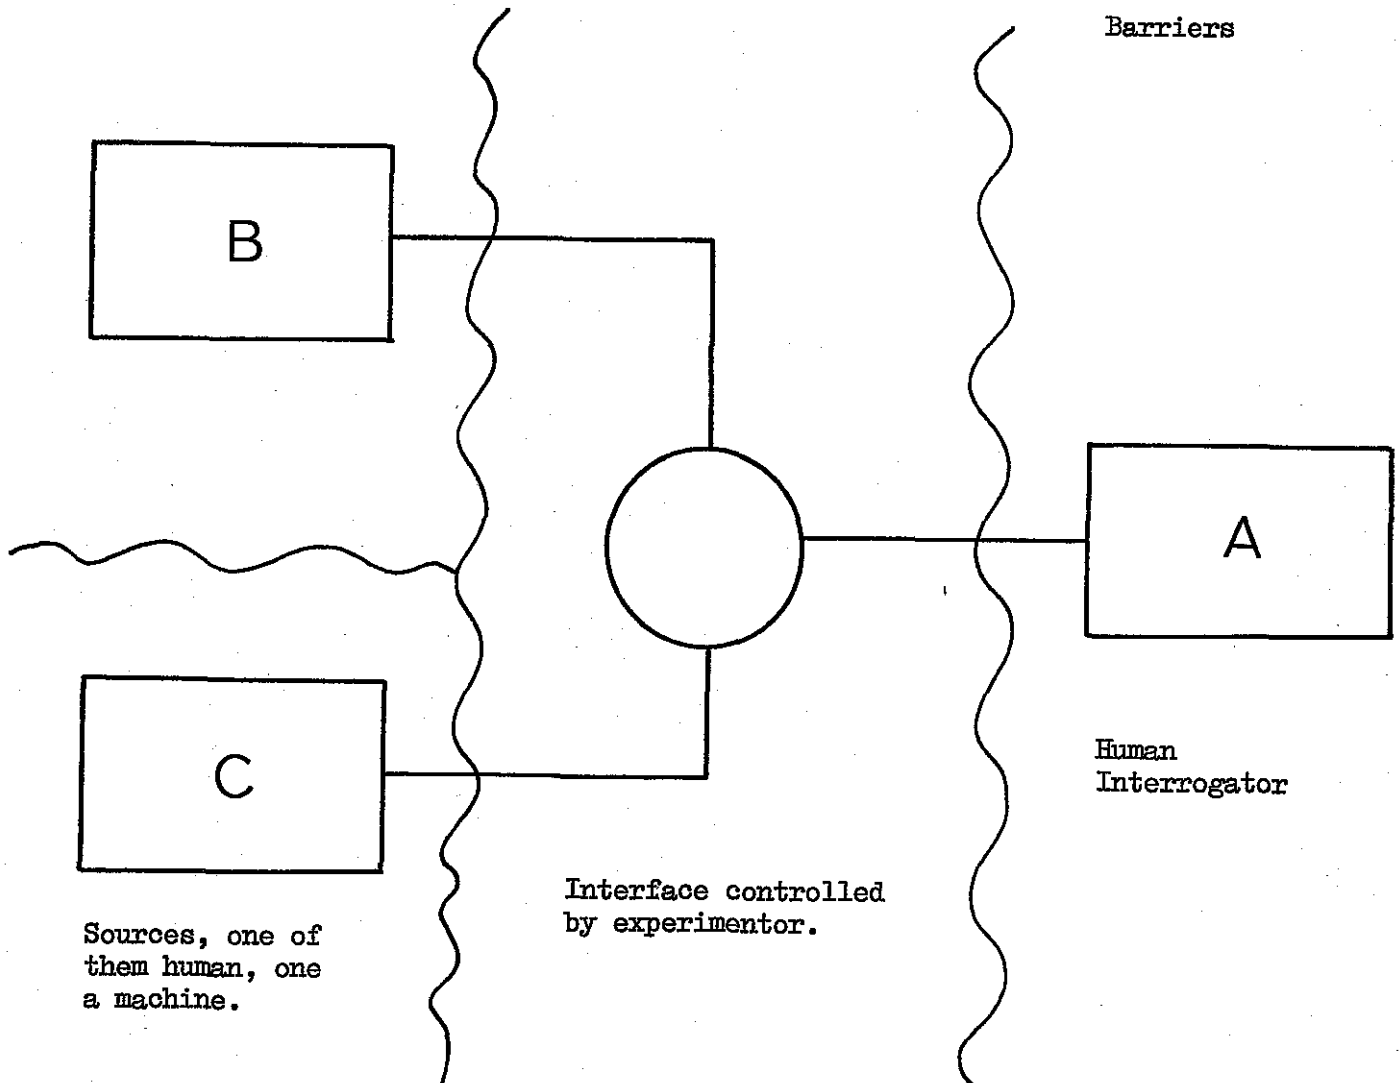 Barriers
B
A
C
Human
Interrogator
Interface controlled
by experimentor.
Sources, one of
them human, one
a machine.